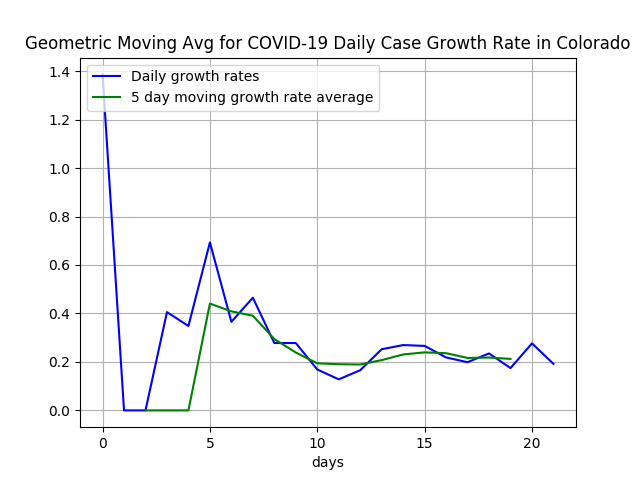 Geometric Moving Avg for COVID-19 Daily Case Growth Rate in Colorado
Daily growth rates
5 day moving growth rate average
1.4
1.2
1.0
0.8
0.6
0.4
0.2
0.0
0 5 10 15 20
days